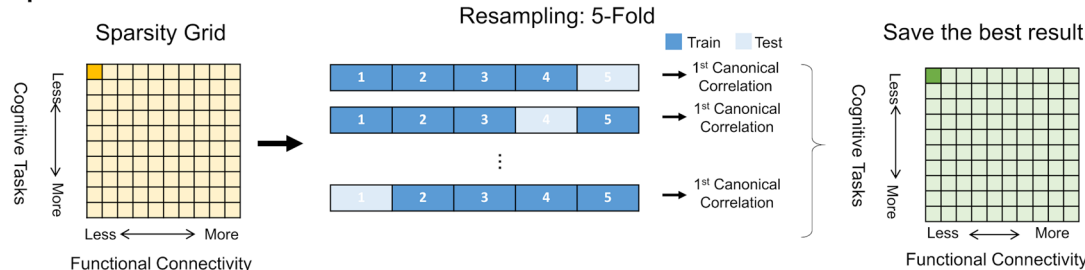 Resampling: 5-Fold
Sparsity Grid
Train
Test
Save the best result
Less
More
Cognitive Tasks
Less
More
Functional Connectivity
1 2 3 4 5
1st Canonical
Correlation
1 2 3 4 5
1st Canonical
Correlation
⋮
1 2 3 4 5
1st Canonical
Correlation
Cognitive Tasks
Less
More
Less
More
Functional Connectivity